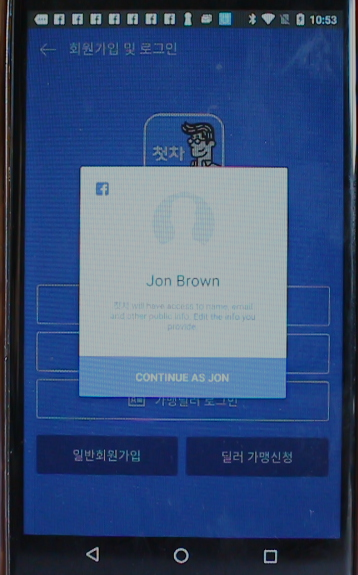 10:53
회원가입 및 로그인
첫차
Jon Brown
첫차 will have access to name, email
and other public info. Edit the info you
provide.
CONTINUE AS JON
가맹딜러 로그인
일반회원가입
딜러 가맹신청